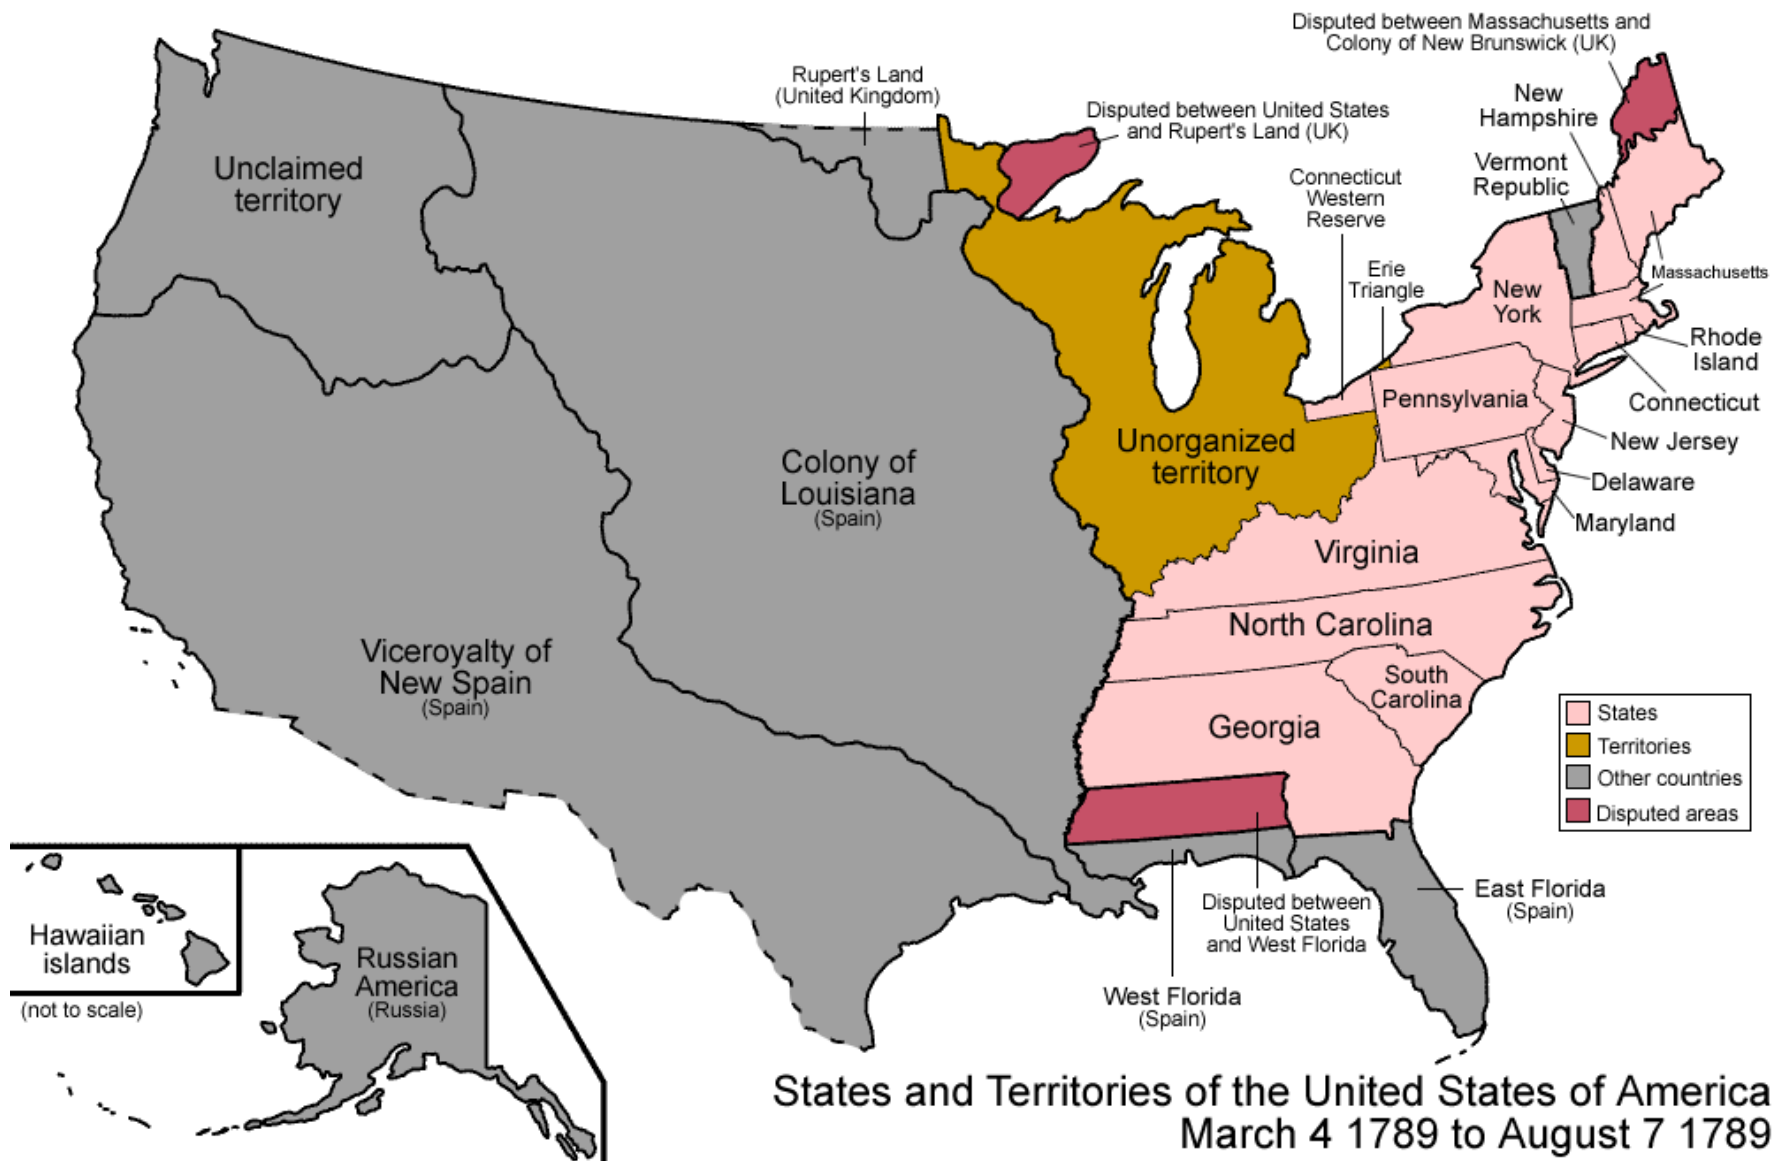 Disputed between Massachusetts and
Colony of New Brunswick (UK)
Rupert's Land
(United Kingdom)
Disputed between United States
and Rupert's Land (UK)
New
Hampshire
Vermont
Republic
Connecticut
Western
Reserve
Unclaimed
territory
Erie
Triangle
Massachusetts
New
York
Rhode
Island
Pennsylvania
Connecticut
New Jersey
Unorganized
territory
Delaware
Maryland
Colony of
Louisiana
(Spain)
Virginia
North Carolina
Viceroyalty of
New Spain
(Spain)
South
Carolina
Georgia
States
Territories
Other countries
Disputed areas
East Florida
(Spain)
Disputed between
United States
and West Florida
West Florida
(Spain)
Hawaiian
islands
(not to scale)
Russian
America
(Russia)
States and Territories of the United States of America
March 4 1789 to August 7 1789